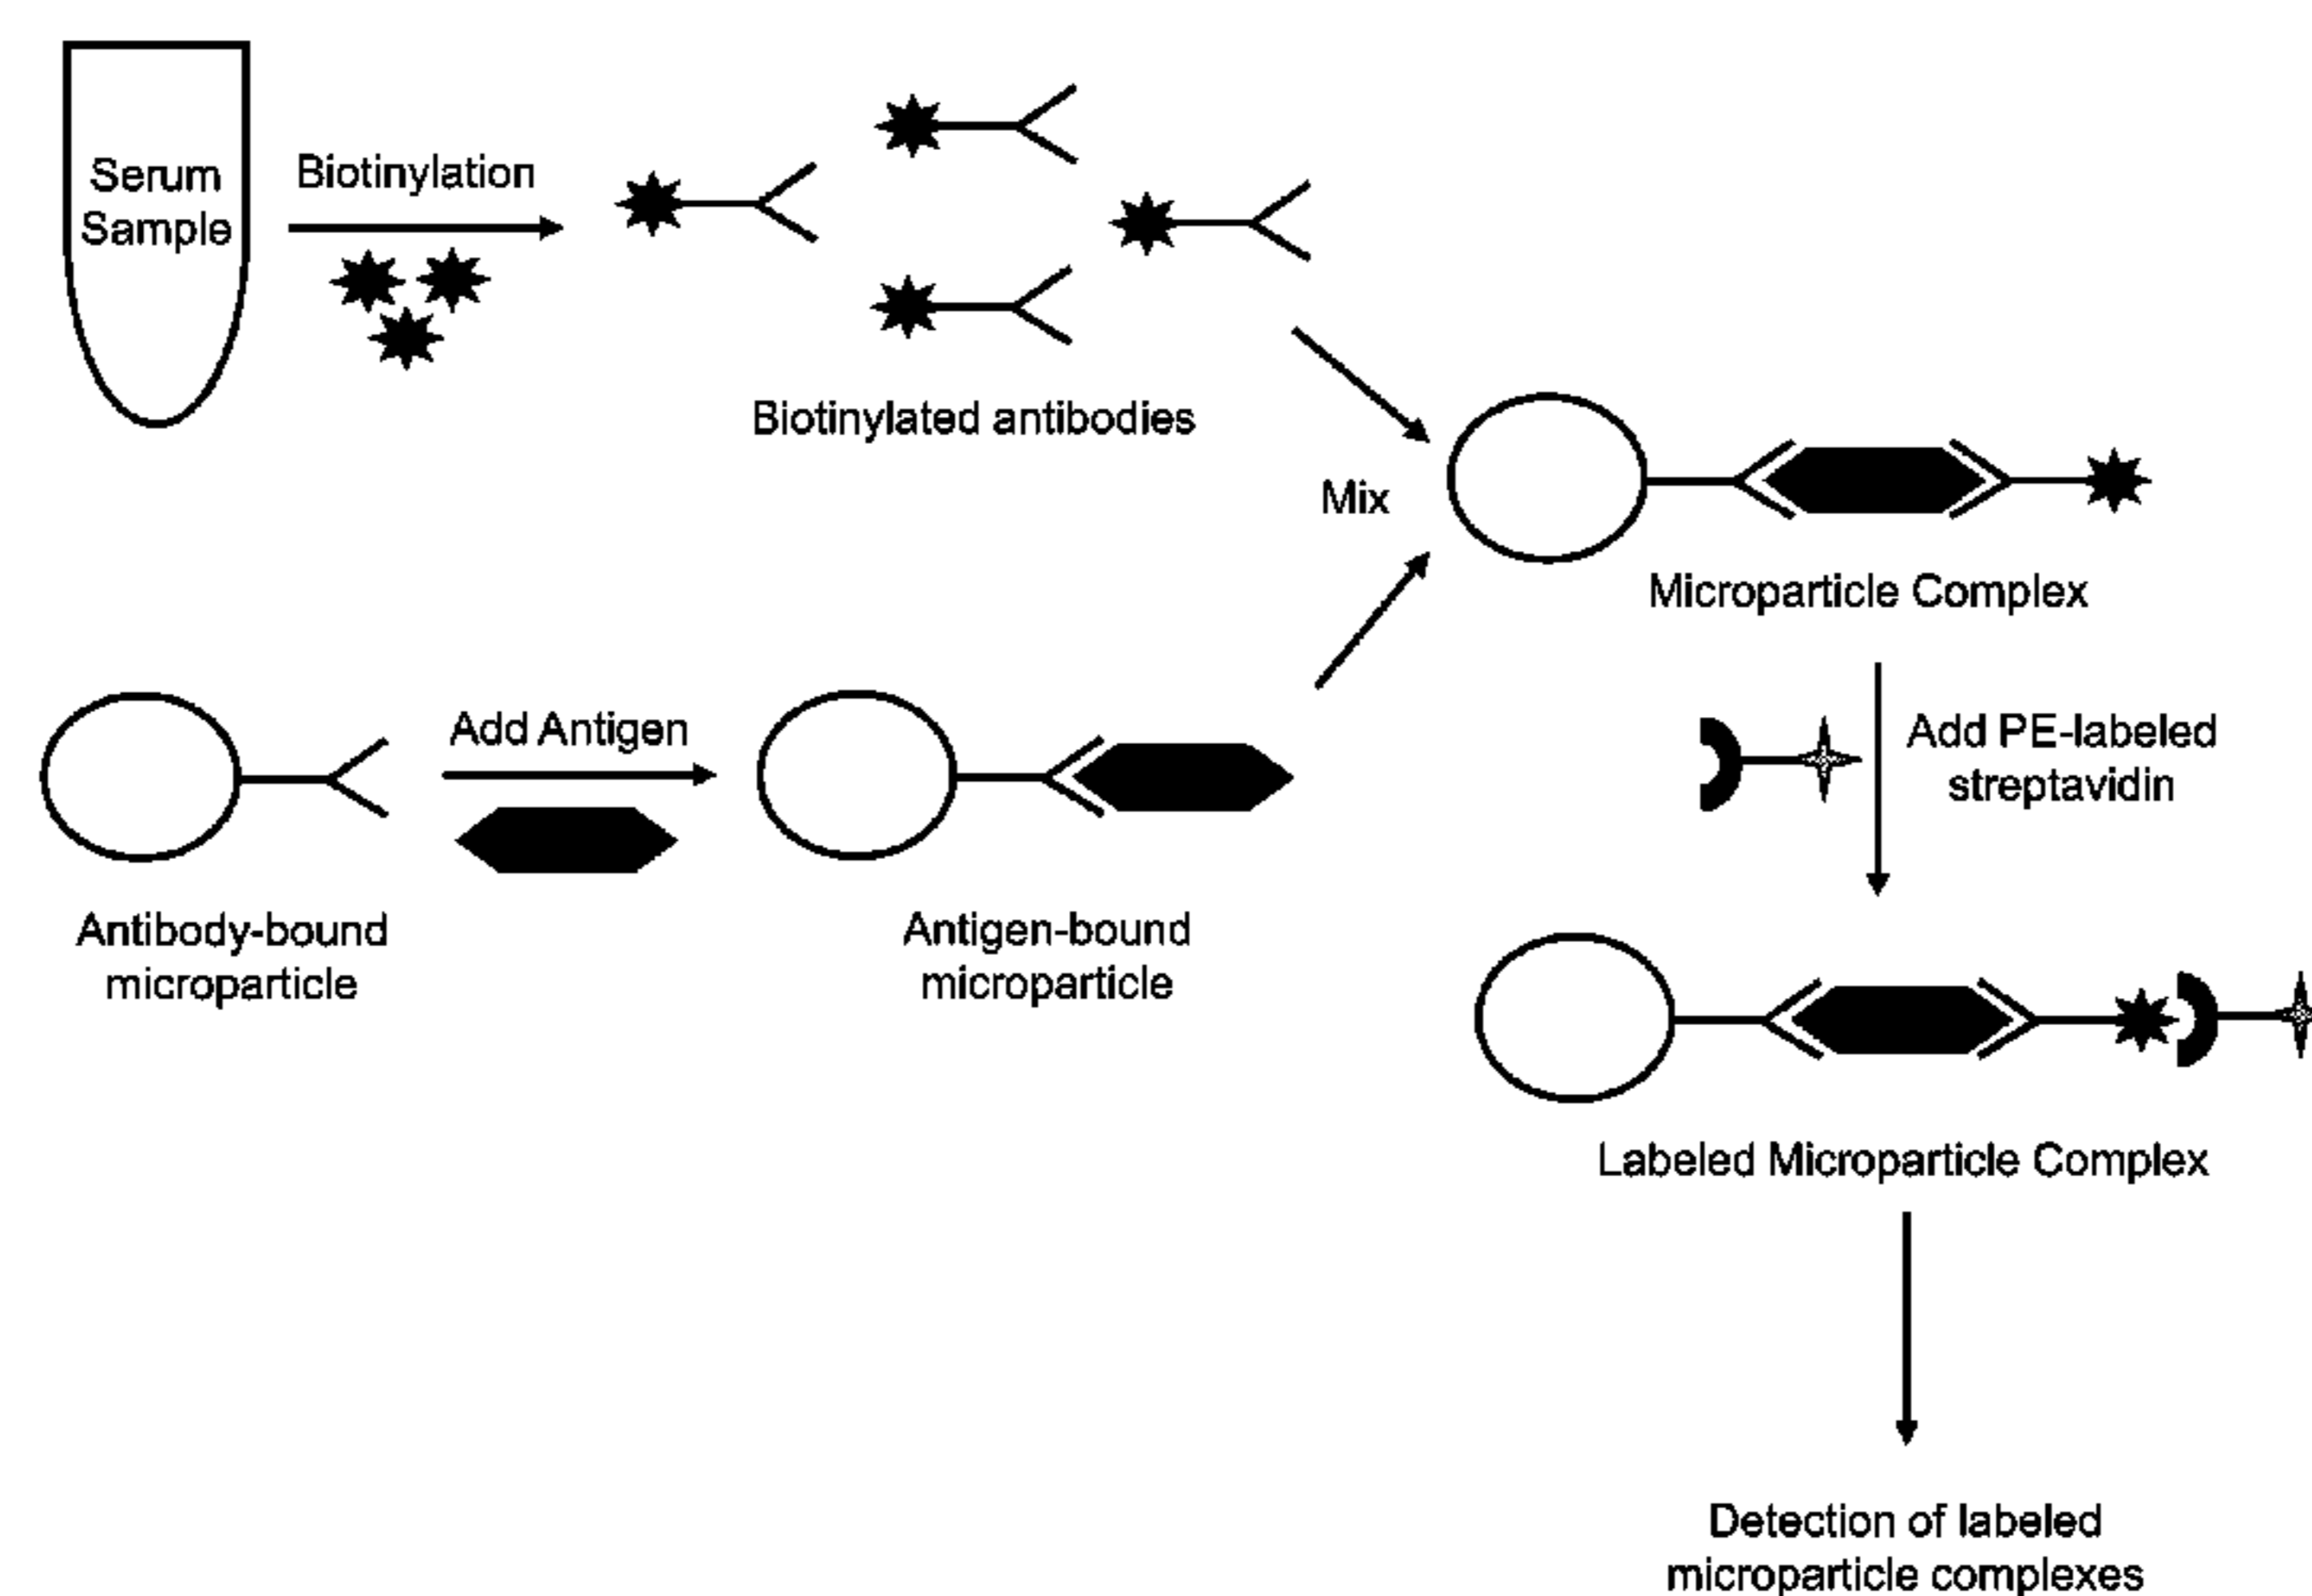 Serum
Sample
Biotinylation
Biotinylated antibodies
Mix
Microparticle Complex
Add Antigen
Antibody-bound
microparticle
Antigen-bound
microparticle
Add PE-labeled
streptavidin
Labeled Microparticle Complex
Detection of labeled
microparticle complexes